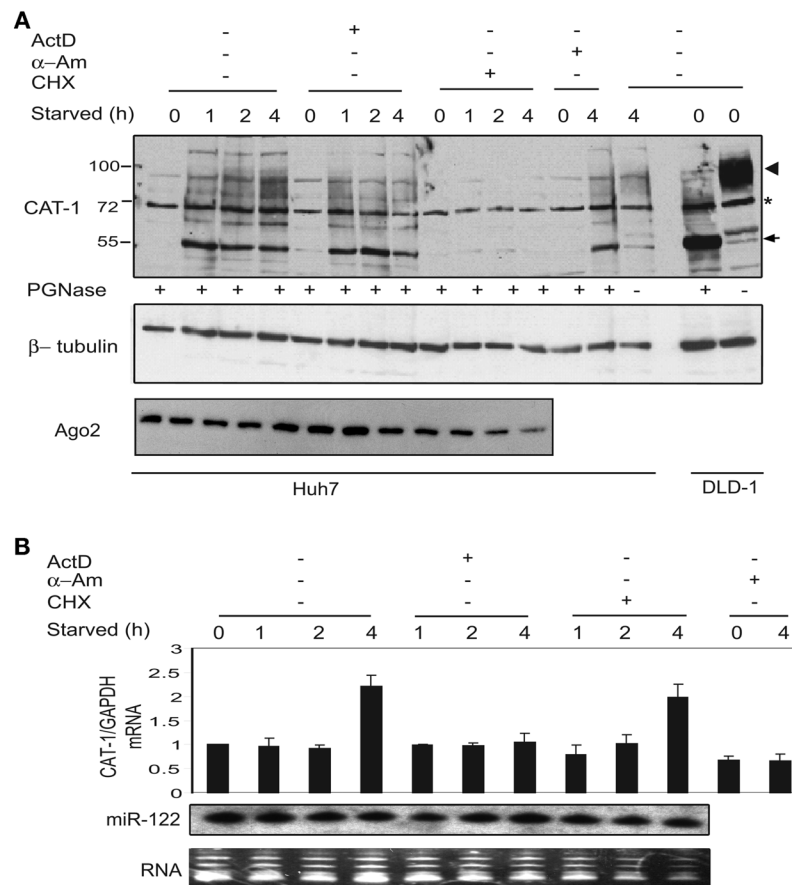 A
ActD - + - - -
α−Am - - - + -
CHX - - + - -
Starved (h) 0 1 2 4 0 1 2 4 0 1 2 4 0 4 4 0 0
100
CAT-1 72 *
55
PGNase + + + + + + + + + + + + + + - + -
β− tubulin
Ago2
Huh7 DLD-1
B
ActD - + - -
α−Am - - - +
CHX - - + -
Starved (h) 0 1 2 4 1 2 4 1 2 4 0 4
3
2.5
2
1.5
1
0.5
0
CAT-1/GAPDH
mRNA
miR-122
RNA